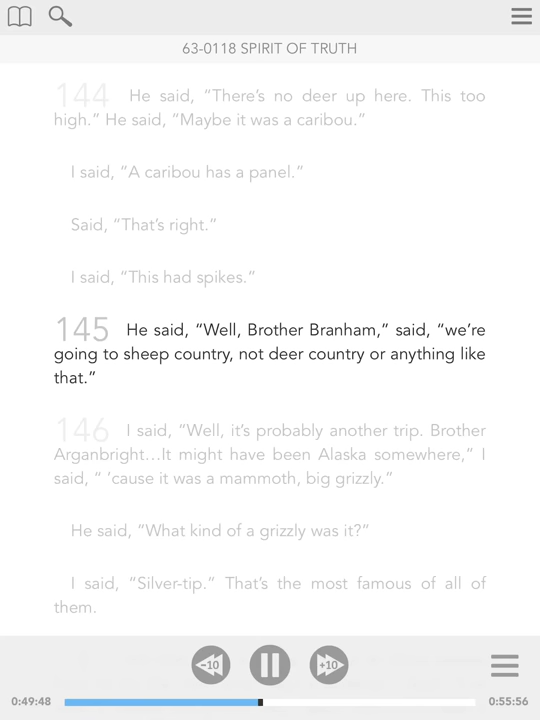 63-0118 SPIRIT OF TRUTH
144 He said, “There’s no deer up here. This too
high.” He said, “Maybe it was a caribou.”
I said, “A caribou has a panel.”
Said, “That’s right.”
I said, “This had spikes.”
145 He said, “Well, Brother Branham,” said, “we’re
going to sheep country, not deer country or anything like
that.”
146 I said, “Well, it’s probably another trip. Brother
Arganbright…It might have been Alaska somewhere,” I
said, “ ’cause it was a mammoth, big grizzly.”
He said, “What kind of a grizzly was it?”
I said, “Silver-tip.” That’s the most famous of all of
them.
-10
+10
0:49:48
0:55:56